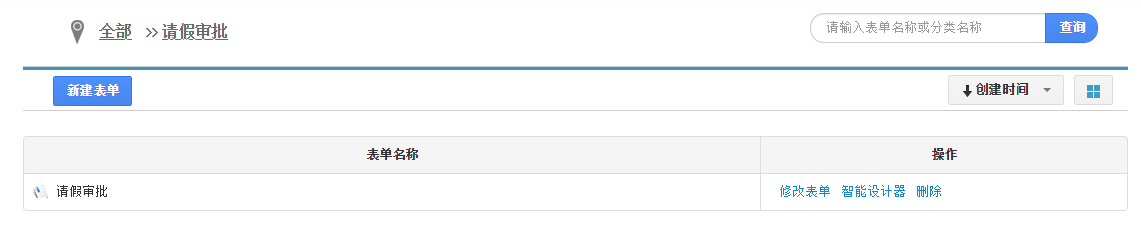 全部 >> 请假审批
请输入表单名称或分类名称 查询
新建表单 创建时间
表单名称 操作
请假审批 修改表单 智能设计器 删除